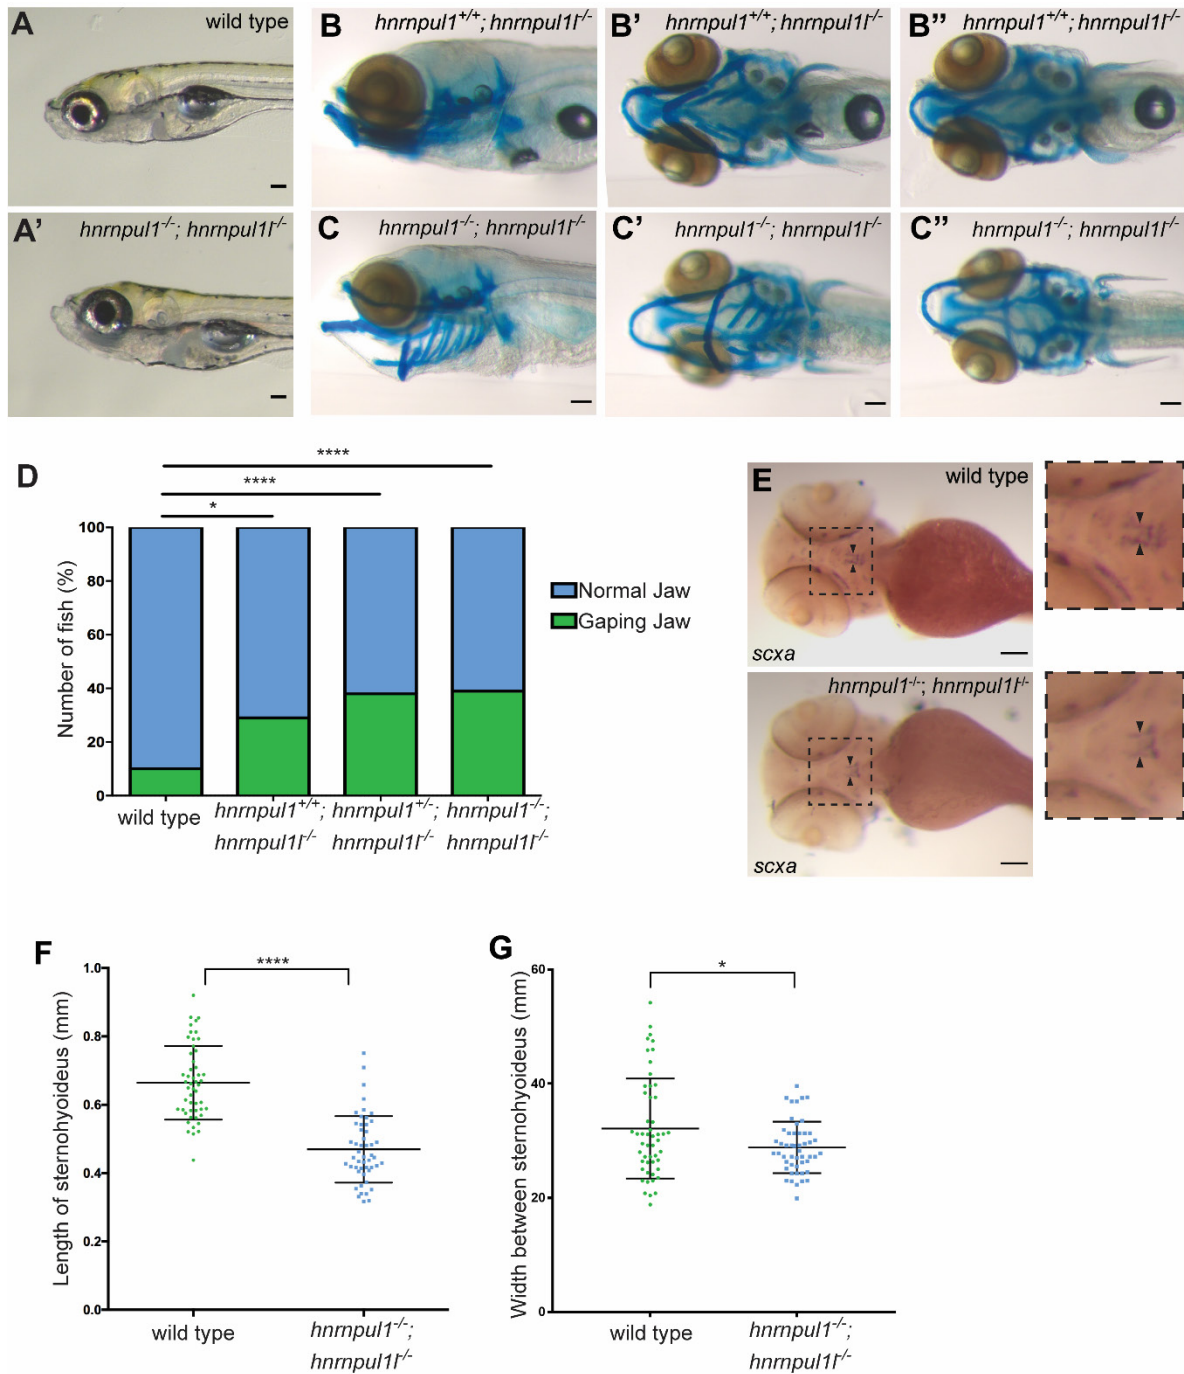 A wild type
B hnrnpul1+/+; hnrnpul1l-/-
B' hnrnpul1+/+; hnrnpul1l-/-
B" hnrnpul1+/+; hnrnpul1l-/-
A' hnrnpul1-/-; hnrnpul1l-/-
C hnrnpul1-/-; hnrnpul1l-/-
C' hnrnpul1-/-; hnrnpul1l-/-
C" hnrnpul1-/-; hnrnpul1l-/-
D
****
****
*
100
80
60
40
20
0
Number of fish (%)
wild type
hnrnpul1+/+;
hnrnpul1l-/-
hnrnpul1+/-;
hnrnpul1l-/-
hnrnpul1-/-;
hnrnpul1l-/-
Normal Jaw
Gaping Jaw
E wild type
scxa
hnrnpul1-/-; hnrnpul1l-/-
scxa
F
****
1.0
0.8
0.6
0.4
0.2
0.0
Length of sternohyoideus (mm)
wild type
hnrnpul1-/-;
hnrnpul1l-/-
G
*
60
40
20
0
Width between sternohyoideus (mm)
wild type
hnrnpul1-/-;
hnrnpul1l-/-